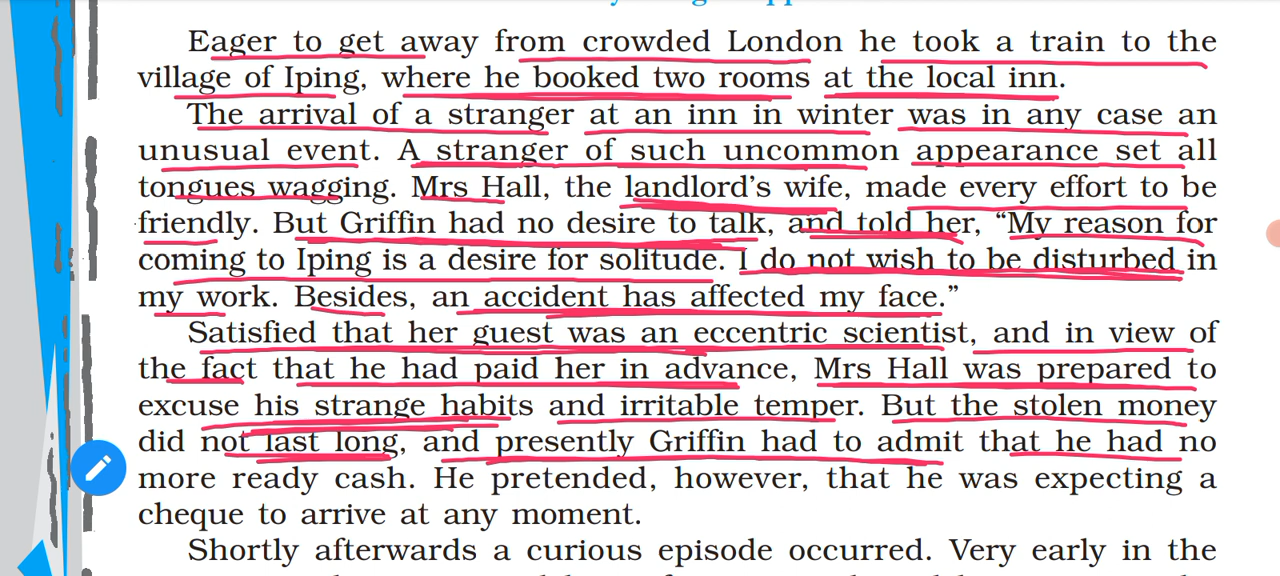 Eager to get away from crowded London he took a train to the
village of Iping, where he booked two rooms at the local inn.
The arrival of a stranger at an inn in winter was in any case an
unusual event. A stranger of such uncommon appearance set all
tongues wagging. Mrs Hall, the landlord's wife, made every effort to be
friendly. But Griffin had no desire to talk, and told her, “My reason for
coming to Iping is a desire for solitude. I do not wish to be disturbed in
my work. Besides, an accident has affected my face.”
Satisfied that her guest was an eccentric scientist, and in view of
the fact that he had paid her in advance, Mrs Hall was prepared to
excuse his strange habits and irritable temper. But the stolen money
did not last long, and presently Griffin had to admit that he had no
more ready cash. He pretended, however, that he was expecting a
cheque to arrive at any moment.
Shortly afterwards a curious episode occurred. Very early in the